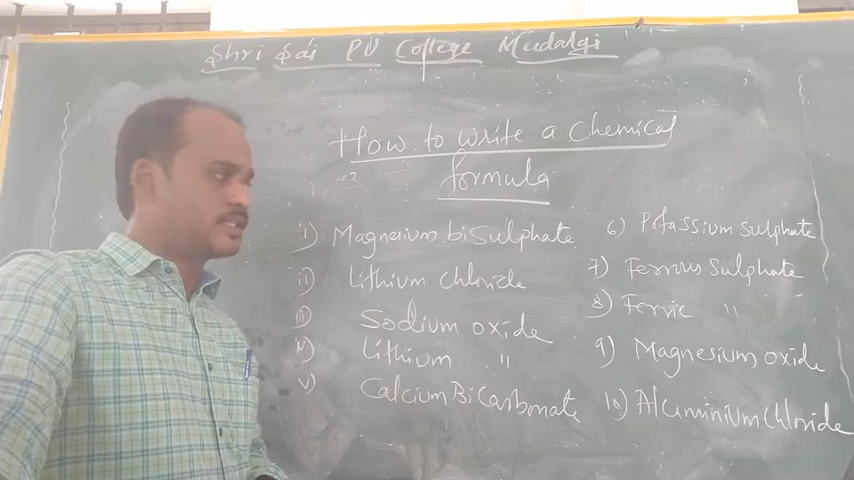 Shri Sai PU College Mudalgi
How to write a Chemical
formula
i) Magnesium bisulphate
ii) Lithium chloride
iii) Sodium oxide
iv) Lithium "
v) Calcium BiCarbonate
6) Potassium sulphate
7) Ferrous Sulphate
8) Ferric "
9) Magnesium oxide
10) Aluminium chloride